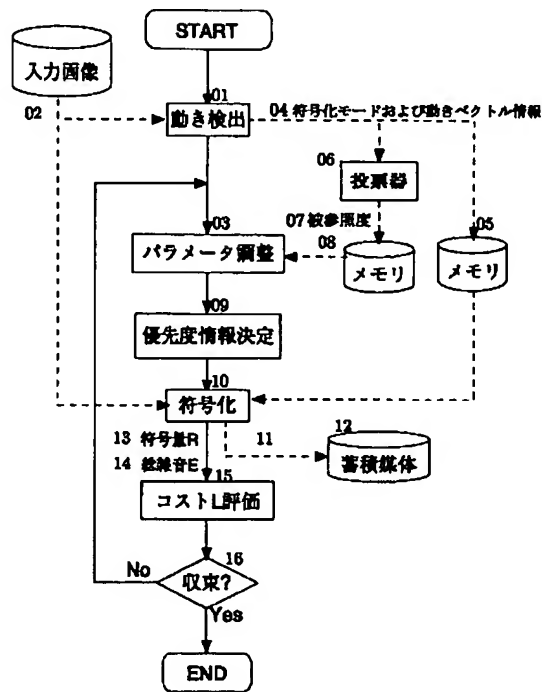 START
入力画像
01
02
動き検出
04 符号化モードおよび動きベクトル情報
06
投票器
07 被参照度
03
08
05
パラメータ調整
メモリ
メモリ
09
優先度情報決定
10
符号化
13 符号量R
11
12
14 総雑音E
蓄積媒体
15
コストL評価
16
No
収束?
Yes
END